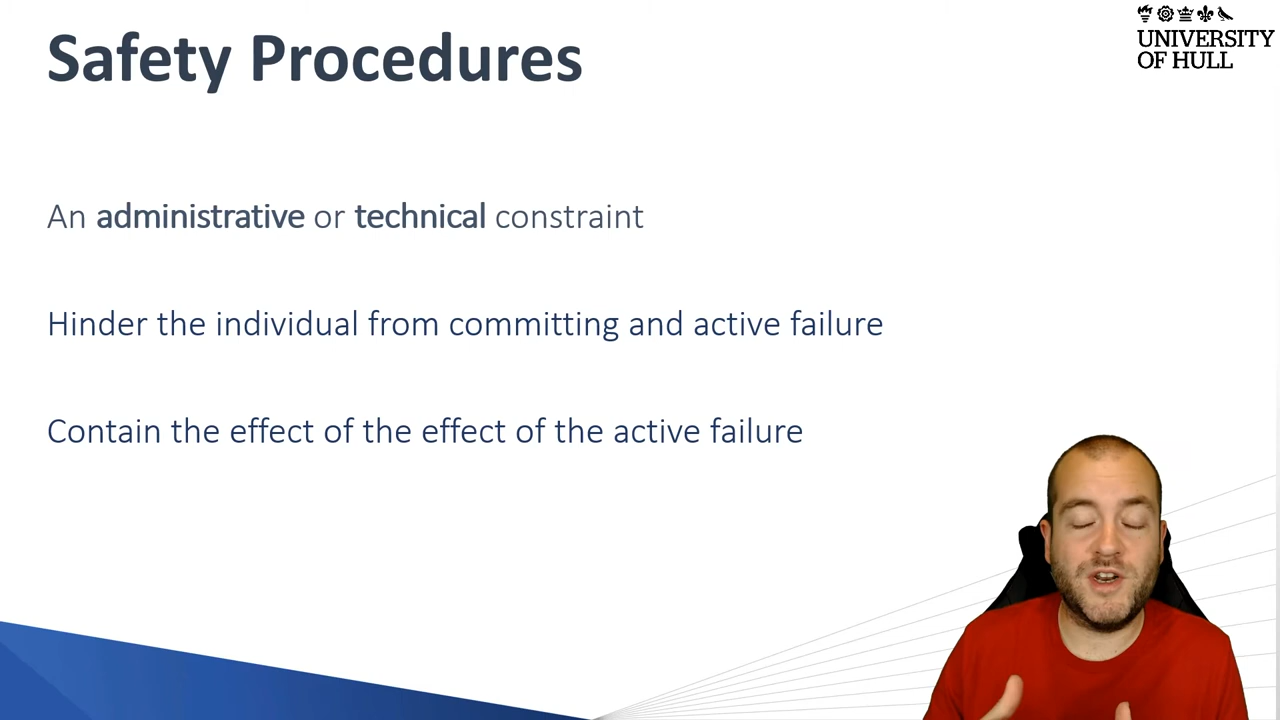 Safety Procedures
UNIVERSITY
OF HULL
An administrative or technical constraint
Hinder the individual from committing and active failure
Contain the effect of the effect of the active failure